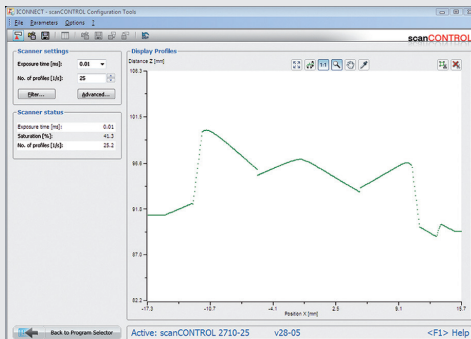 ICONNECT - scanCONTROL Configuration Tools
File Parameters Options ?
scanCONTROL
Scanner settings
Exposure time [ms]: 0.01
No. of profiles [1/s]: 25
Filter... Advanced...
Scanner status
Exposure time [ms]: 0.01
Saturation [%]: 41.3
No. of profiles [1/s]: 25.2
Display Profiles
Distance Z [mm]
1:1
106.3
101.5
96.6
91.8
87.0
82.2
-17.3 -10.7 -4.1 2.5 9.1 15.7
Position X [mm]
Back to Program Selector
Active: scanCONTROL 2710-25 v28-05 <F1> Help